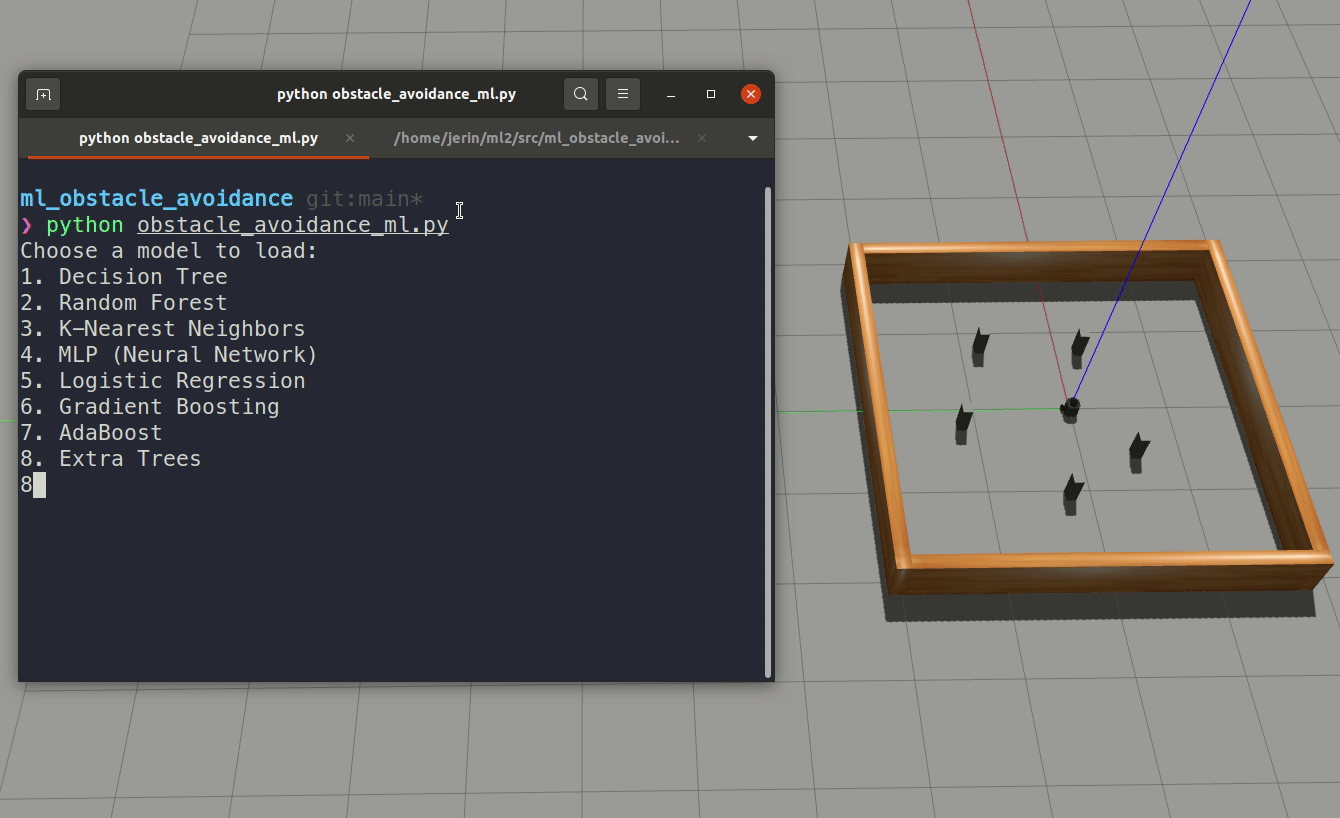 python obstacle_avoidance_ml.py
python obstacle_avoidance_ml.py /home/jerin/ml2/src/ml_obstacle_avoi...
ml_obstacle_avoidance git:main*
❯ python obstacle_avoidance_ml.py
Choose a model to load:
1. Decision Tree
2. Random Forest
3. K-Nearest Neighbors
4. MLP (Neural Network)
5. Logistic Regression
6. Gradient Boosting
7. AdaBoost
8. Extra Trees
8